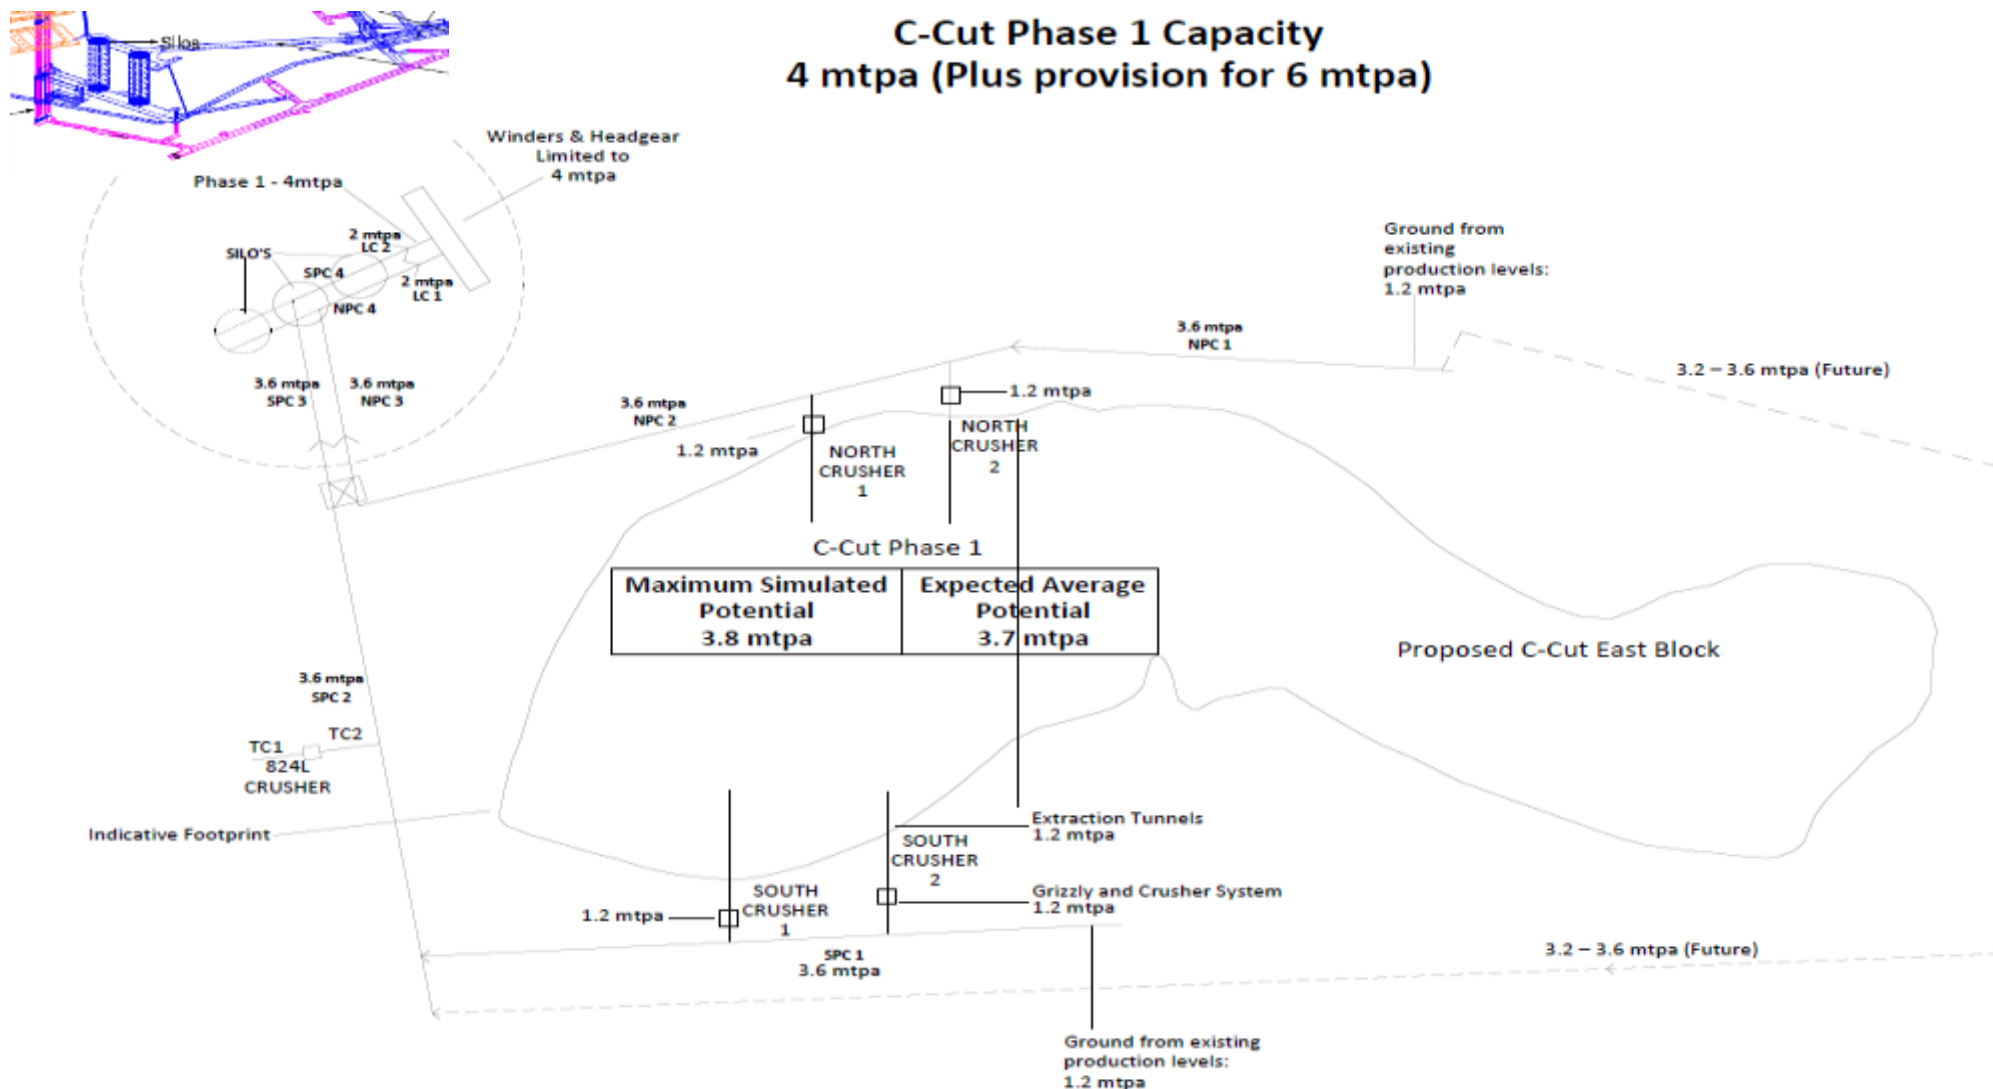 C-Cut Phase 1 Capacity
4 mtpa (Plus provision for 6 mtpa)
Silos
Winders & Headgear
Limited to
4 mtpa
Phase 1 - 4mtpa
2 mtpa
LC 2
SILO'S
SPC 4
2 mtpa
LC 1
NPC 4
Ground from
existing
production levels:
1.2 mtpa
3.6 mtpa
NPC 1
3.2 – 3.6 mtpa (Future)
3.6 mtpa
SPC 3
3.6 mtpa
NPC 3
3.6 mtpa
NPC 2
1.2 mtpa
1.2 mtpa
NORTH
CRUSHER
1
NORTH
CRUSHER
2
C-Cut Phase 1
Maximum Simulated
Potential
3.8 mtpa
Expected Average
Potential
3.7 mtpa
Proposed C-Cut East Block
3.6 mtpa
SPC 2
TC1
TC2
824L
CRUSHER
Indicative Footprint
Extraction Tunnels
1.2 mtpa
SOUTH
CRUSHER
2
SOUTH
CRUSHER
1
1.2 mtpa
Grizzly and Crusher System
1.2 mtpa
SPC 1
3.6 mtpa
3.2 – 3.6 mtpa (Future)
Ground from existing
production levels:
1.2 mtpa